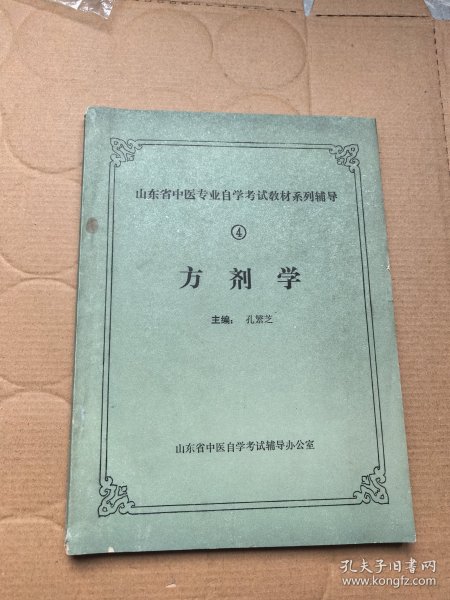 山东省中医专业自学考试教材系列辅导
④
方剂学
主编：孔繁芝
山东省中医自学考试辅导办公室
孔夫子旧书网
www.kongfz.com